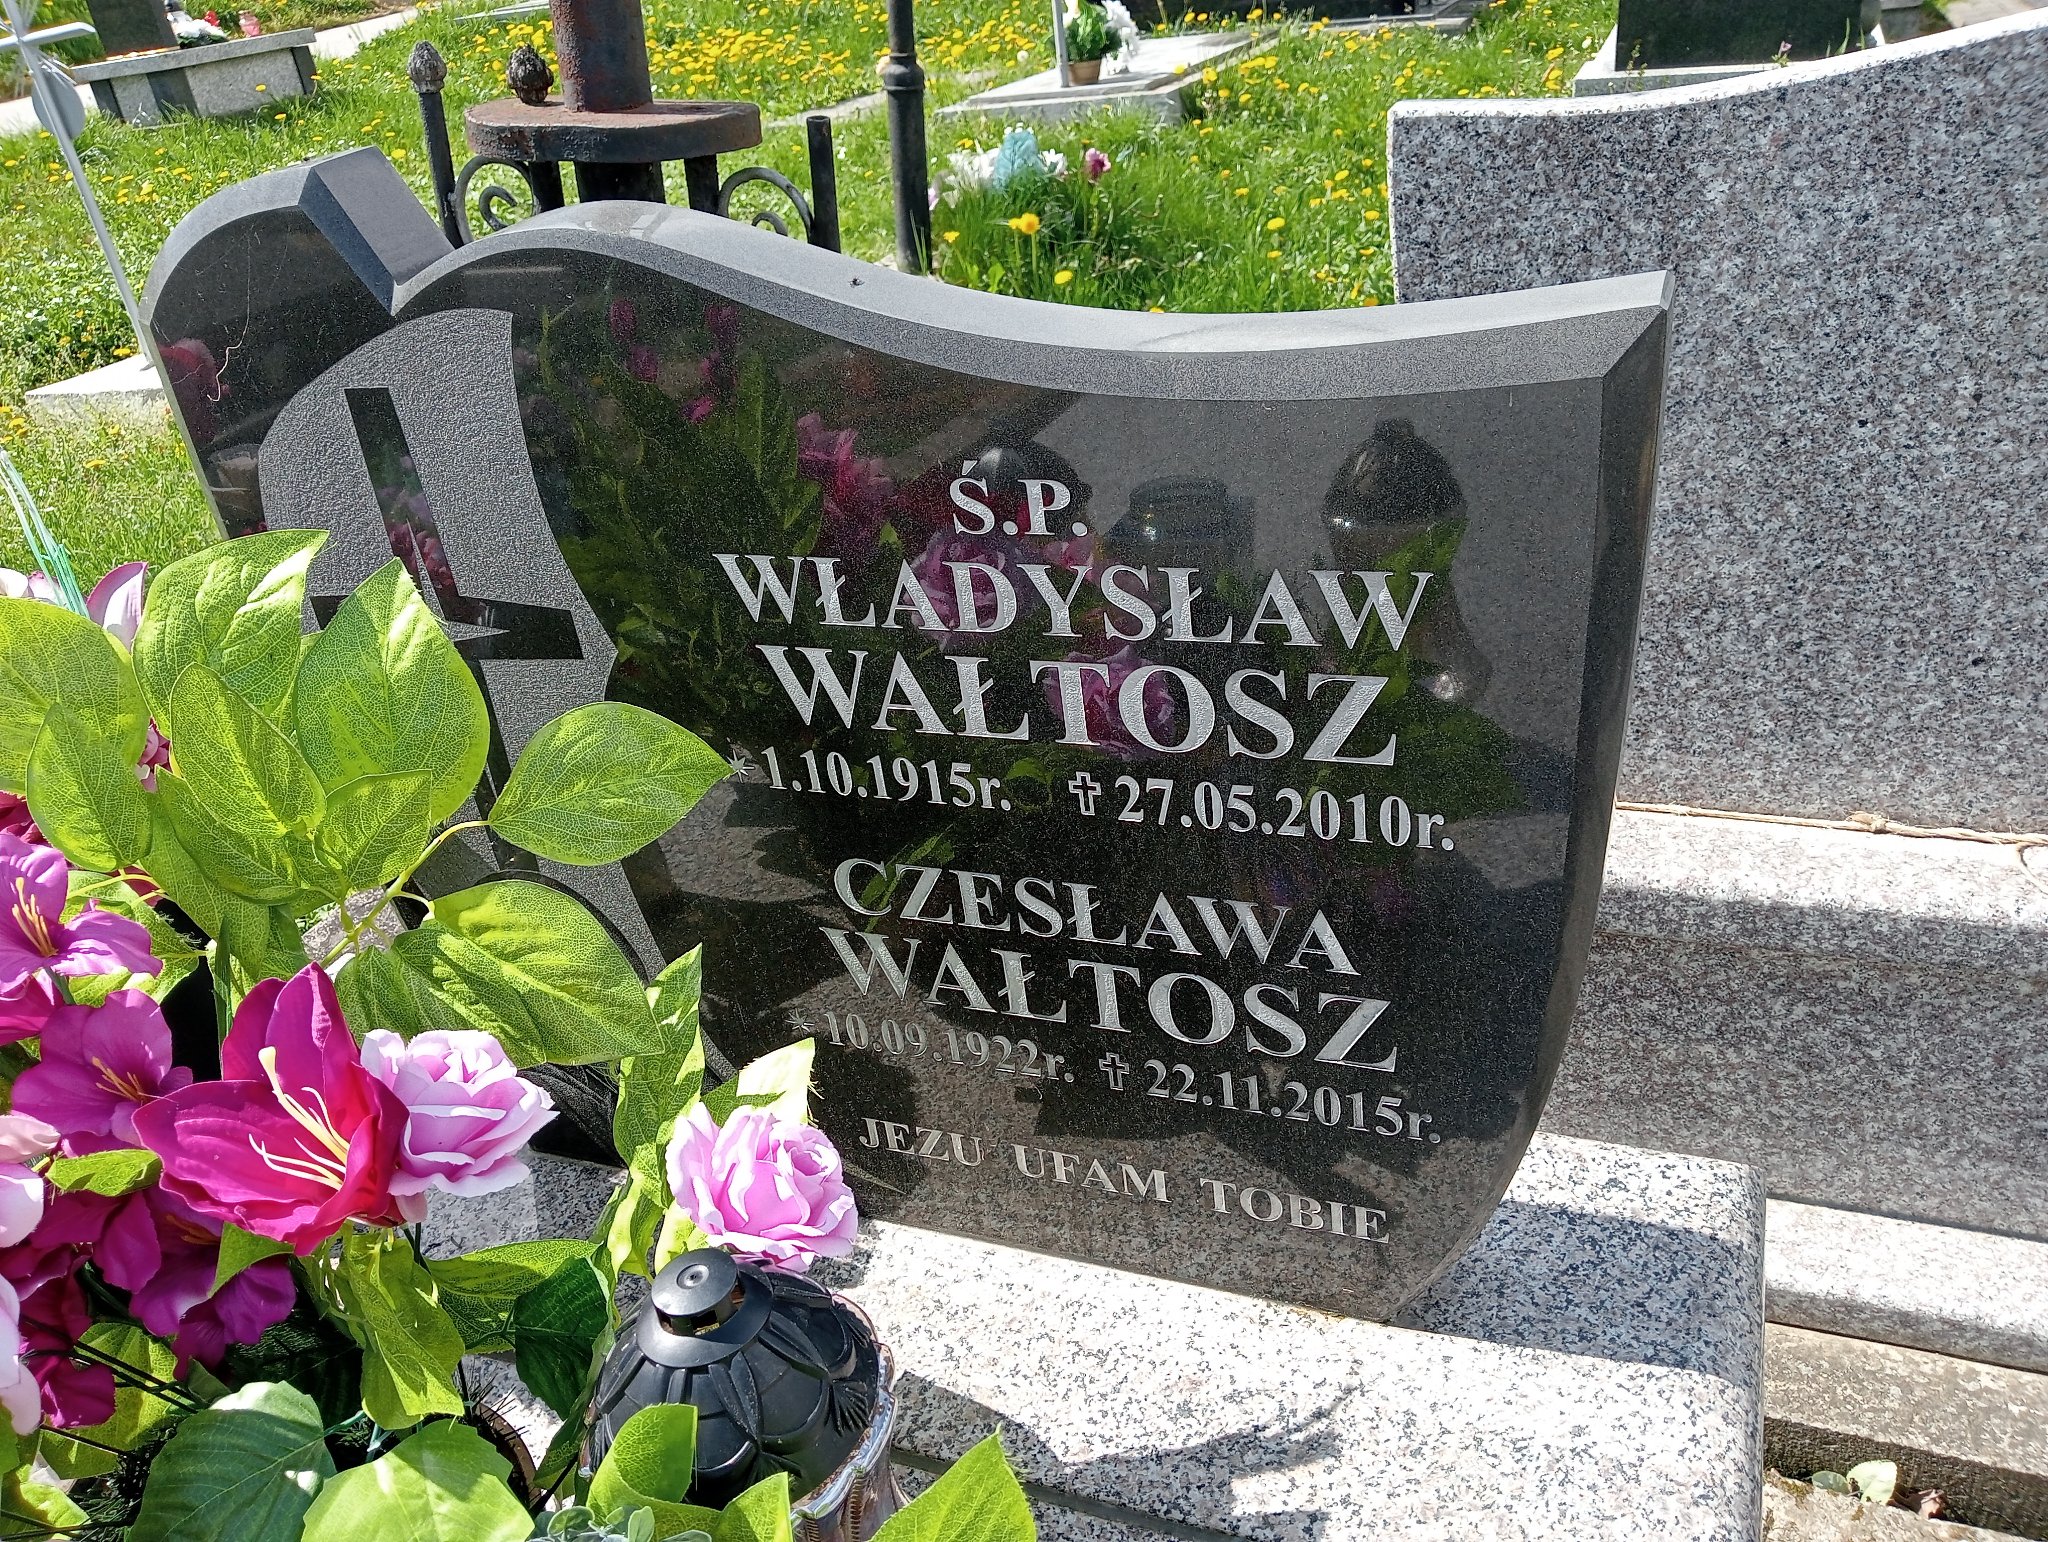 Ś.P.
WŁADYSŁAW
WAŁTOSZ
* 1.10.1915r. ✝ 27.05.2010r.
CZESŁAWA
WAŁTOSZ
* 10.09.1922r. ✝ 22.11.2015r.
JEZU UFAM TOBIE